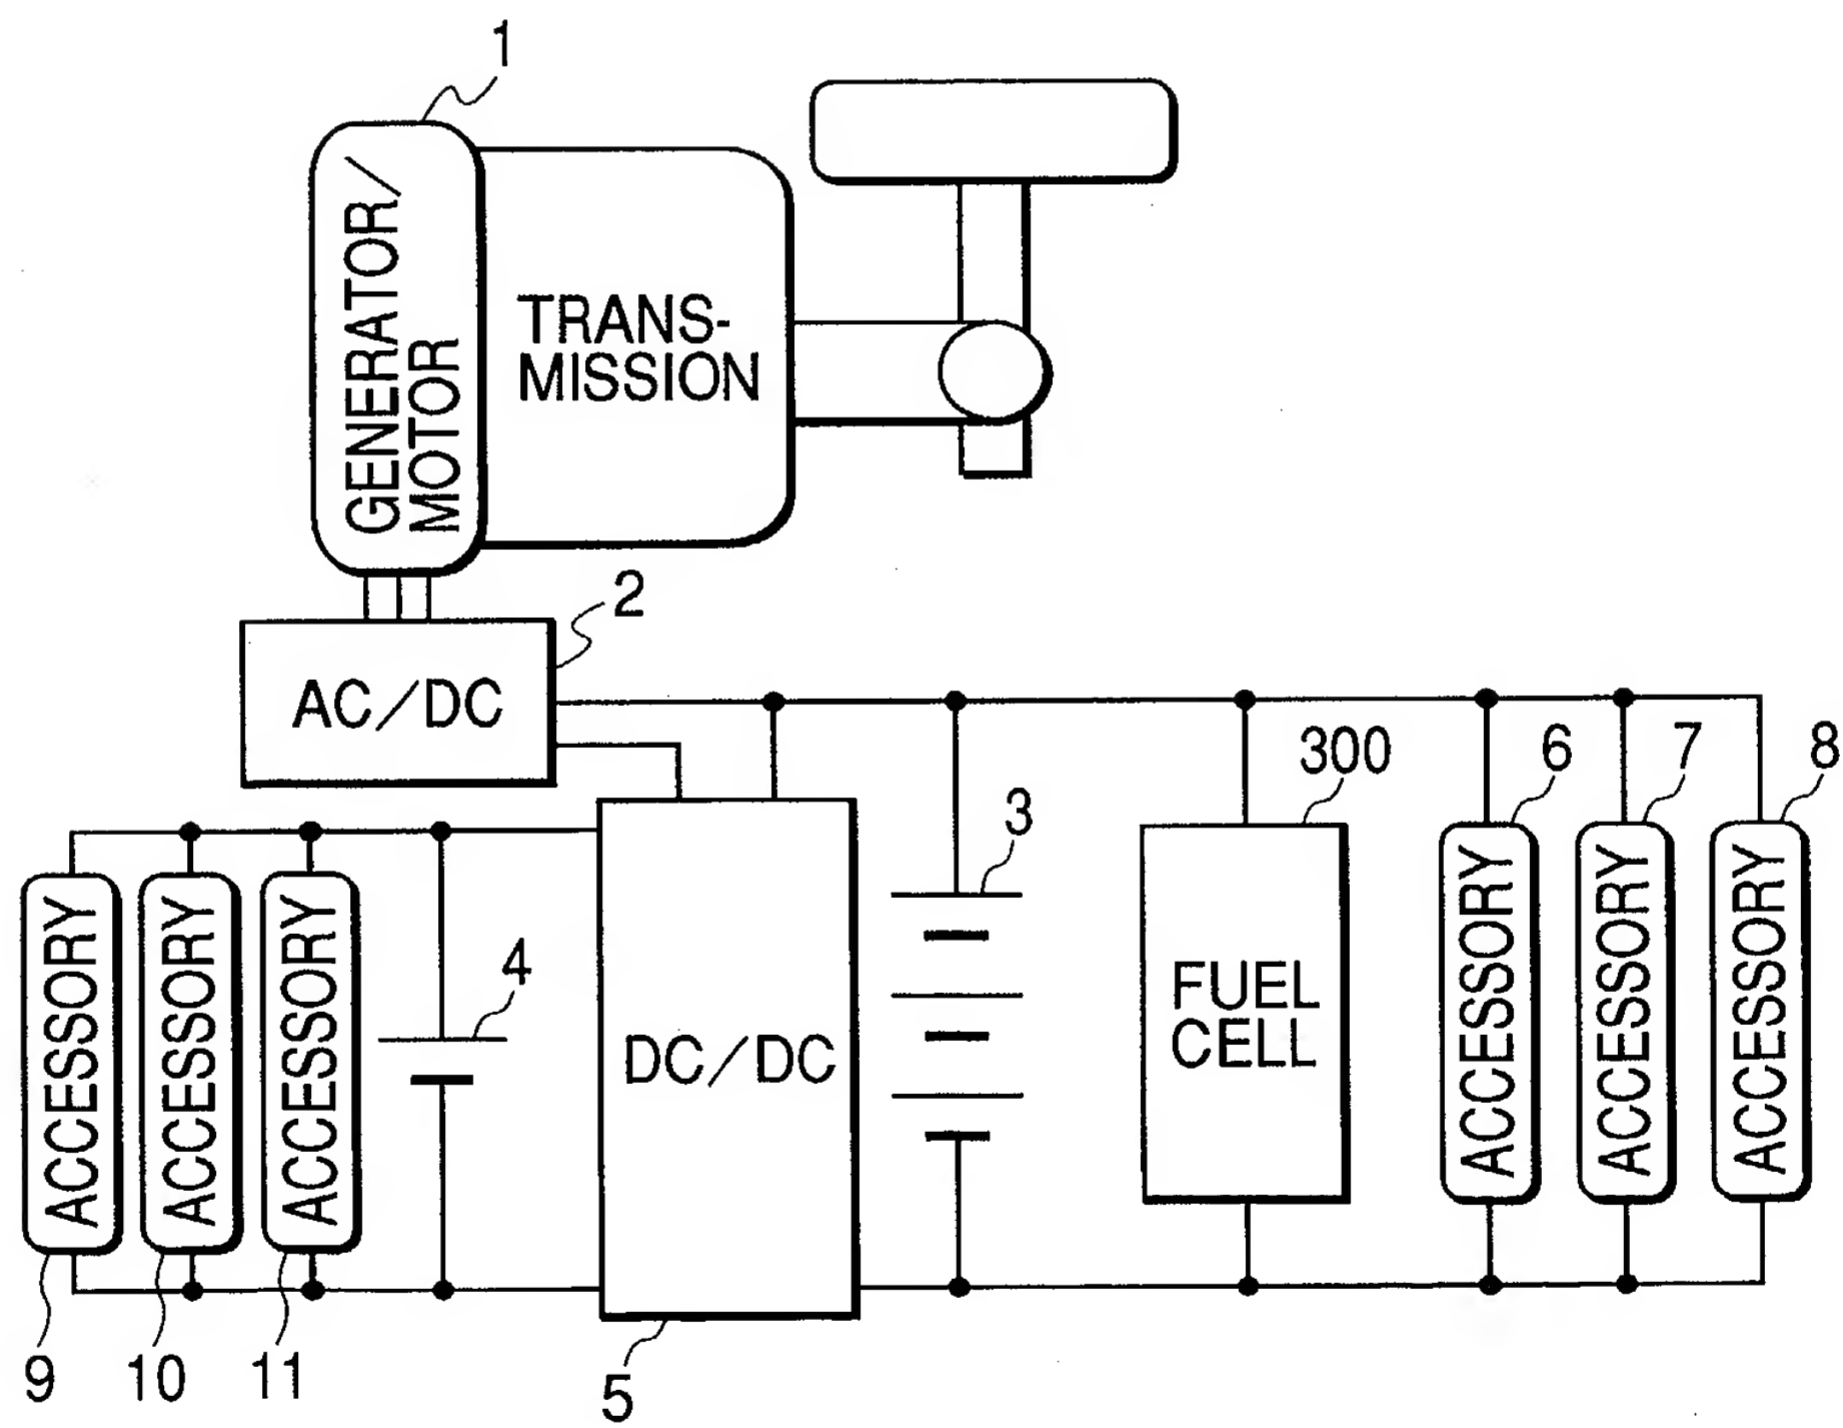 1
GENERATOR/
MOTOR
TRANS-
MISSION
2
AC/DC
300
6
7
8
3
4
ACCESSORY
ACCESSORY
ACCESSORY
DC/DC
FUEL
CELL
ACCESSORY
ACCESSORY
ACCESSORY
9
10
11
5